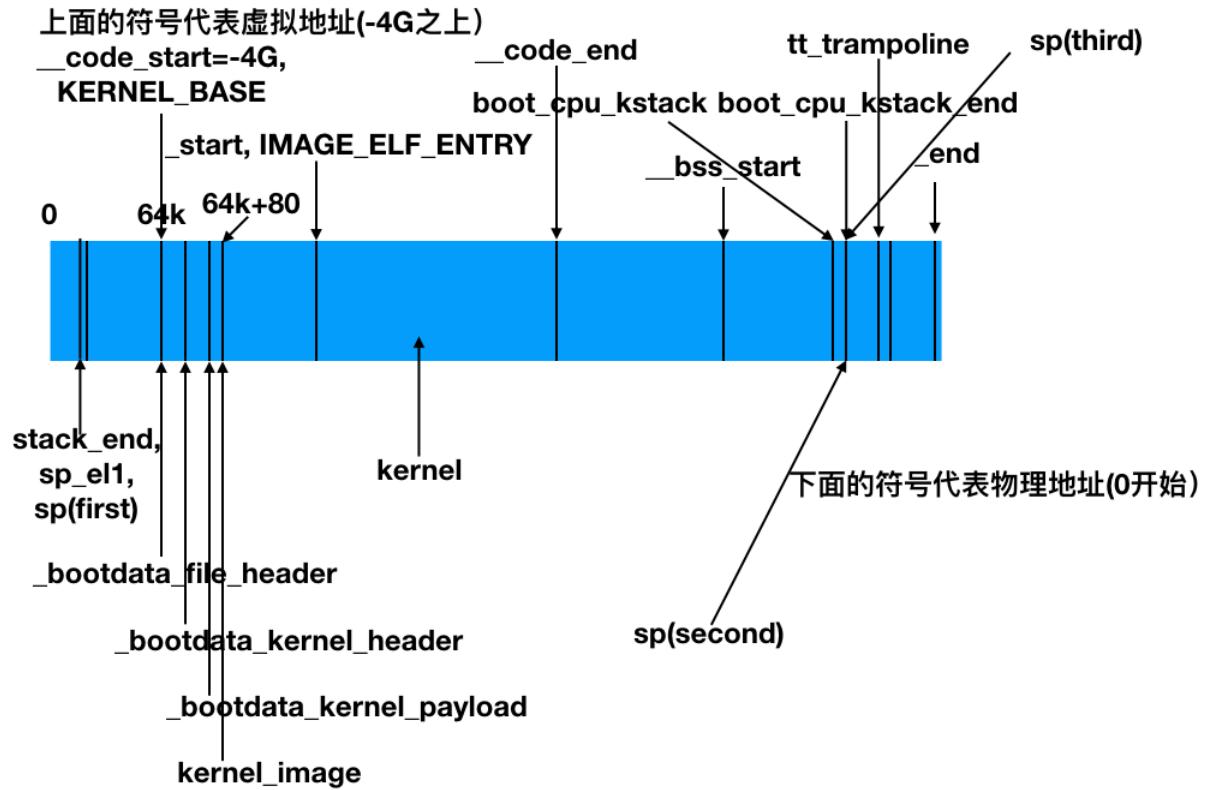 上面的符号代表虚拟地址(-4G之上）
__code_start=-4G,
KERNEL_BASE
__code_end
tt_trampoline
sp(third)
boot_cpu_kstack
boot_cpu_kstack_end
_start, IMAGE_ELF_ENTRY
__bss_start
_end
0
64k
64k+80
stack_end,
sp_el1,
sp(first)
kernel
下面的符号代表物理地址(0开始）
_bootdata_file_header
_bootdata_kernel_header
sp(second)
_bootdata_kernel_payload
kernel_image